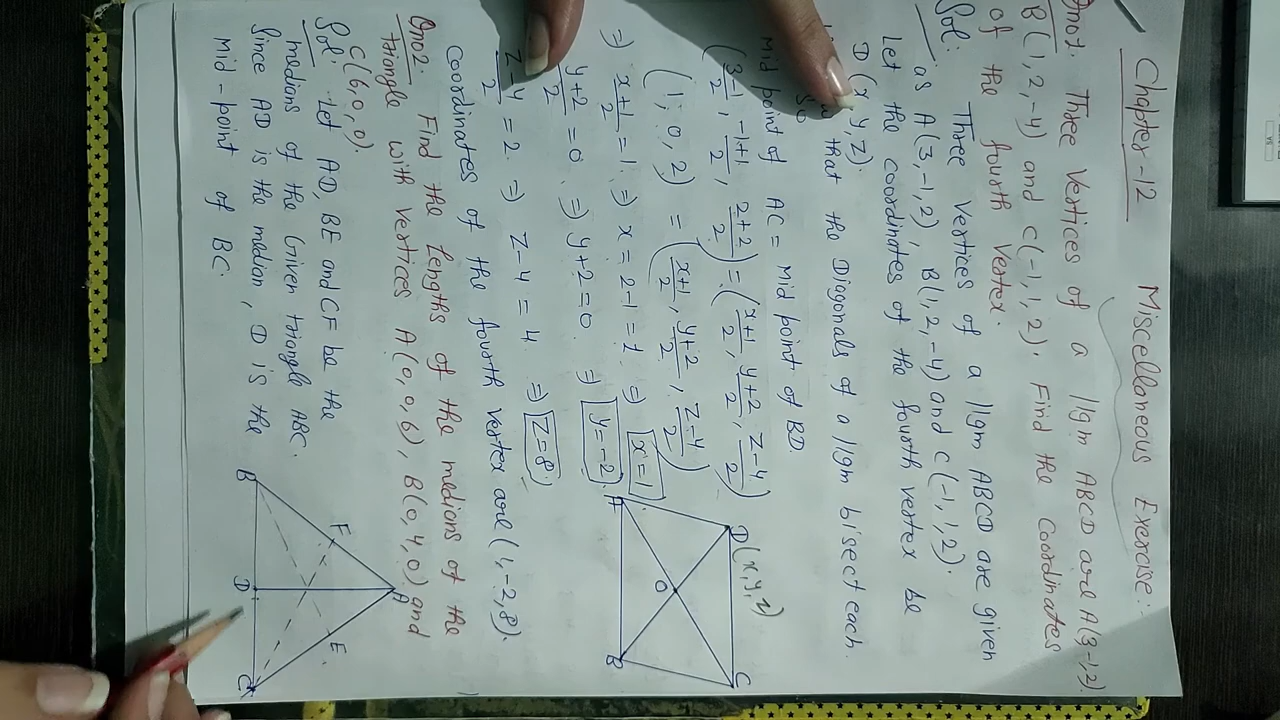 Chapter-12 Miscellaneous Exercise:
Qno1. Three vertices of a llgm ABCD are A(3,-1,2).
B(1,2,-4) and C(-1,1,2). Find the Coordinates
of the fourth vertex.
Sol: Three vertices of a llgm ABCD are given
as A(3,-1,2), B(1,2,-4) and C(-1,1,2).
Let the coordinates of the fourth vertex be
D(x,y,z).
that the Diagonals of a llgm bisect each.
so
Mid point of AC = Mid point of BD.
(3-1/2, -1+1/2, 2+2/2) = (x+1/2, y+2/2, z-4/2)
(1, 0, 2) = (x+1/2, y+2/2, z-4/2)
⇒ x+1/2 = 1 ⇒ x = 2-1 = 1 ⇒ x=1
y+2/2 = 0 ⇒ y+2=0 ⇒ y=-2
z-4/2 = 2 ⇒ z-4=4 ⇒ z=8
Coordinates of the fourth vertex are (1,-2,8).
D(x,y,z)
C
O
A
B
Qno2: Find the Lengths of the medions of the
triangle with vertices A(0,0,6), B(0,4,0) and
C(6,0,0).
Sol: Let AD, BE and CF be the
medions of the Given triangle ABC.
Since AD is the median, D is the
Mid-point of BC.
A
F
E
B
D
C